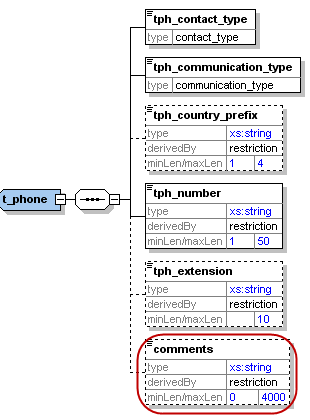 tph_contact_type
type contact_type
tph_communication_type
type communication_type
tph_country_prefix
type xs:string
derivedBy restriction
minLen/maxLen 1 4
t_phone
tph_number
type xs:string
derivedBy restriction
minLen/maxLen 1 50
tph_extension
type xs:string
derivedBy restriction
minLen/maxLen 10
comments
type xs:string
derivedBy restriction
minLen/maxLen 0 4000